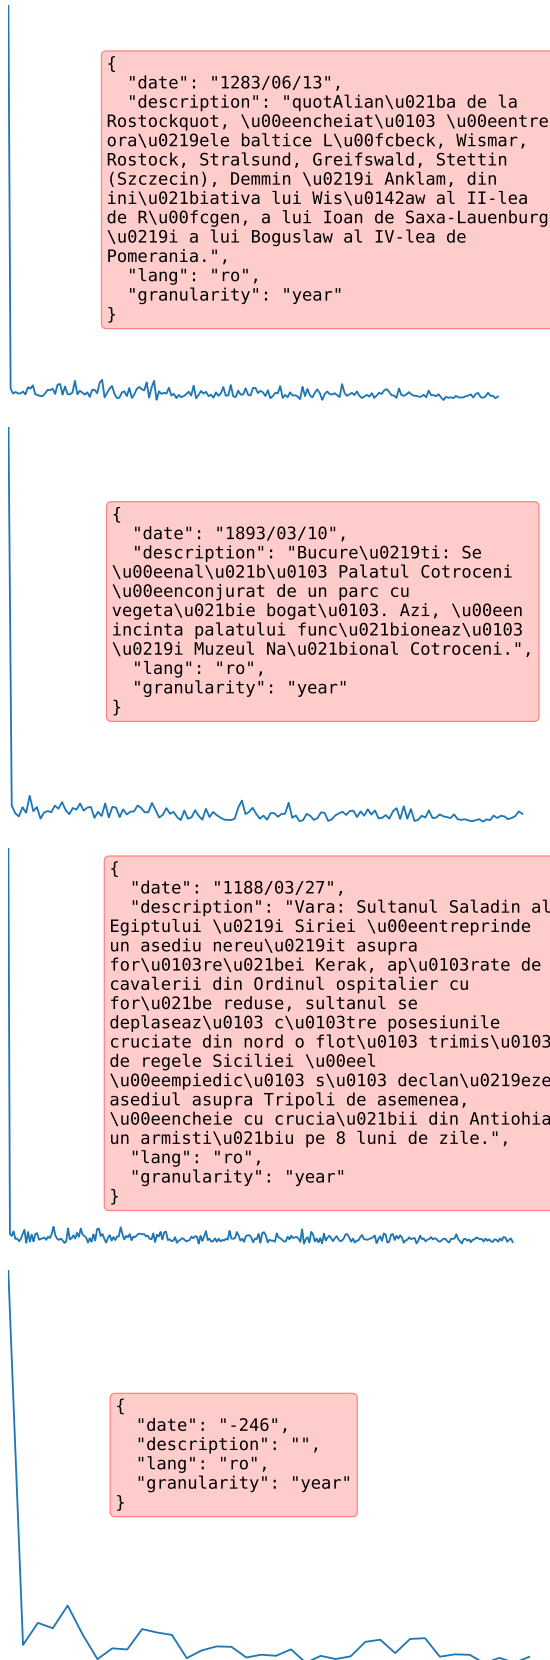 {
"date": "1283/06/13",
"description": "quotAlian\u021ba de la
Rostockquot, \u00eencheiat\u0103 \u00eentre
ora\u0219ele baltice L\u00fcbeck, Wismar,
Rostock, Stralsund, Greifswald, Stettin
(Szczecin), Demmin \u0219i Anklam, din
ini\u021biativa lui Wis\u0142aw al II-lea
de R\u00fcgen, a lui Ioan de Saxa-Lauenburg
\u0219i a lui Boguslaw al IV-lea de
Pomerania.",
"lang": "ro",
"granularity": "year"
}
{
"date": "1893/03/10",
"description": "Bucure\u0219ti: Se
\u00eenal\u021b\u0103 Palatul Cotroceni
\u00eenconjurat de un parc cu
vegeta\u021bie bogat\u0103. Azi, \u00een
incinta palatului func\u021bioneaz\u0103
\u0219i Muzeul Na\u021bional Cotroceni.",
"lang": "ro",
"granularity": "year"
}
{
"date": "1188/03/27",
"description": "Vara: Sultanul Saladin al
Egiptului \u0219i Siriei \u00eentreprinde
un asediu nereu\u0219it asupra
for\u0103re\u021bei Kerak, ap\u0103rate de
cavalerii din Ordinul ospitalier cu
for\u021be reduse, sultanul se
deplaseaz\u0103 c\u0103tre posesiunile
cruciate din nord o flot\u0103 trimis\u0103
de regele Siciliei \u00eel
\u00eempiedic\u0103 s\u0103 declan\u0219eze
asediul asupra Tripoli de asemenea,
\u00eencheie cu crucia\u021bii din Antiohia
un armisti\u021biu pe 8 luni de zile.",
"lang": "ro",
"granularity": "year"
}
{
"date": "-246",
"description": "",
"lang": "ro",
"granularity": "year"
}